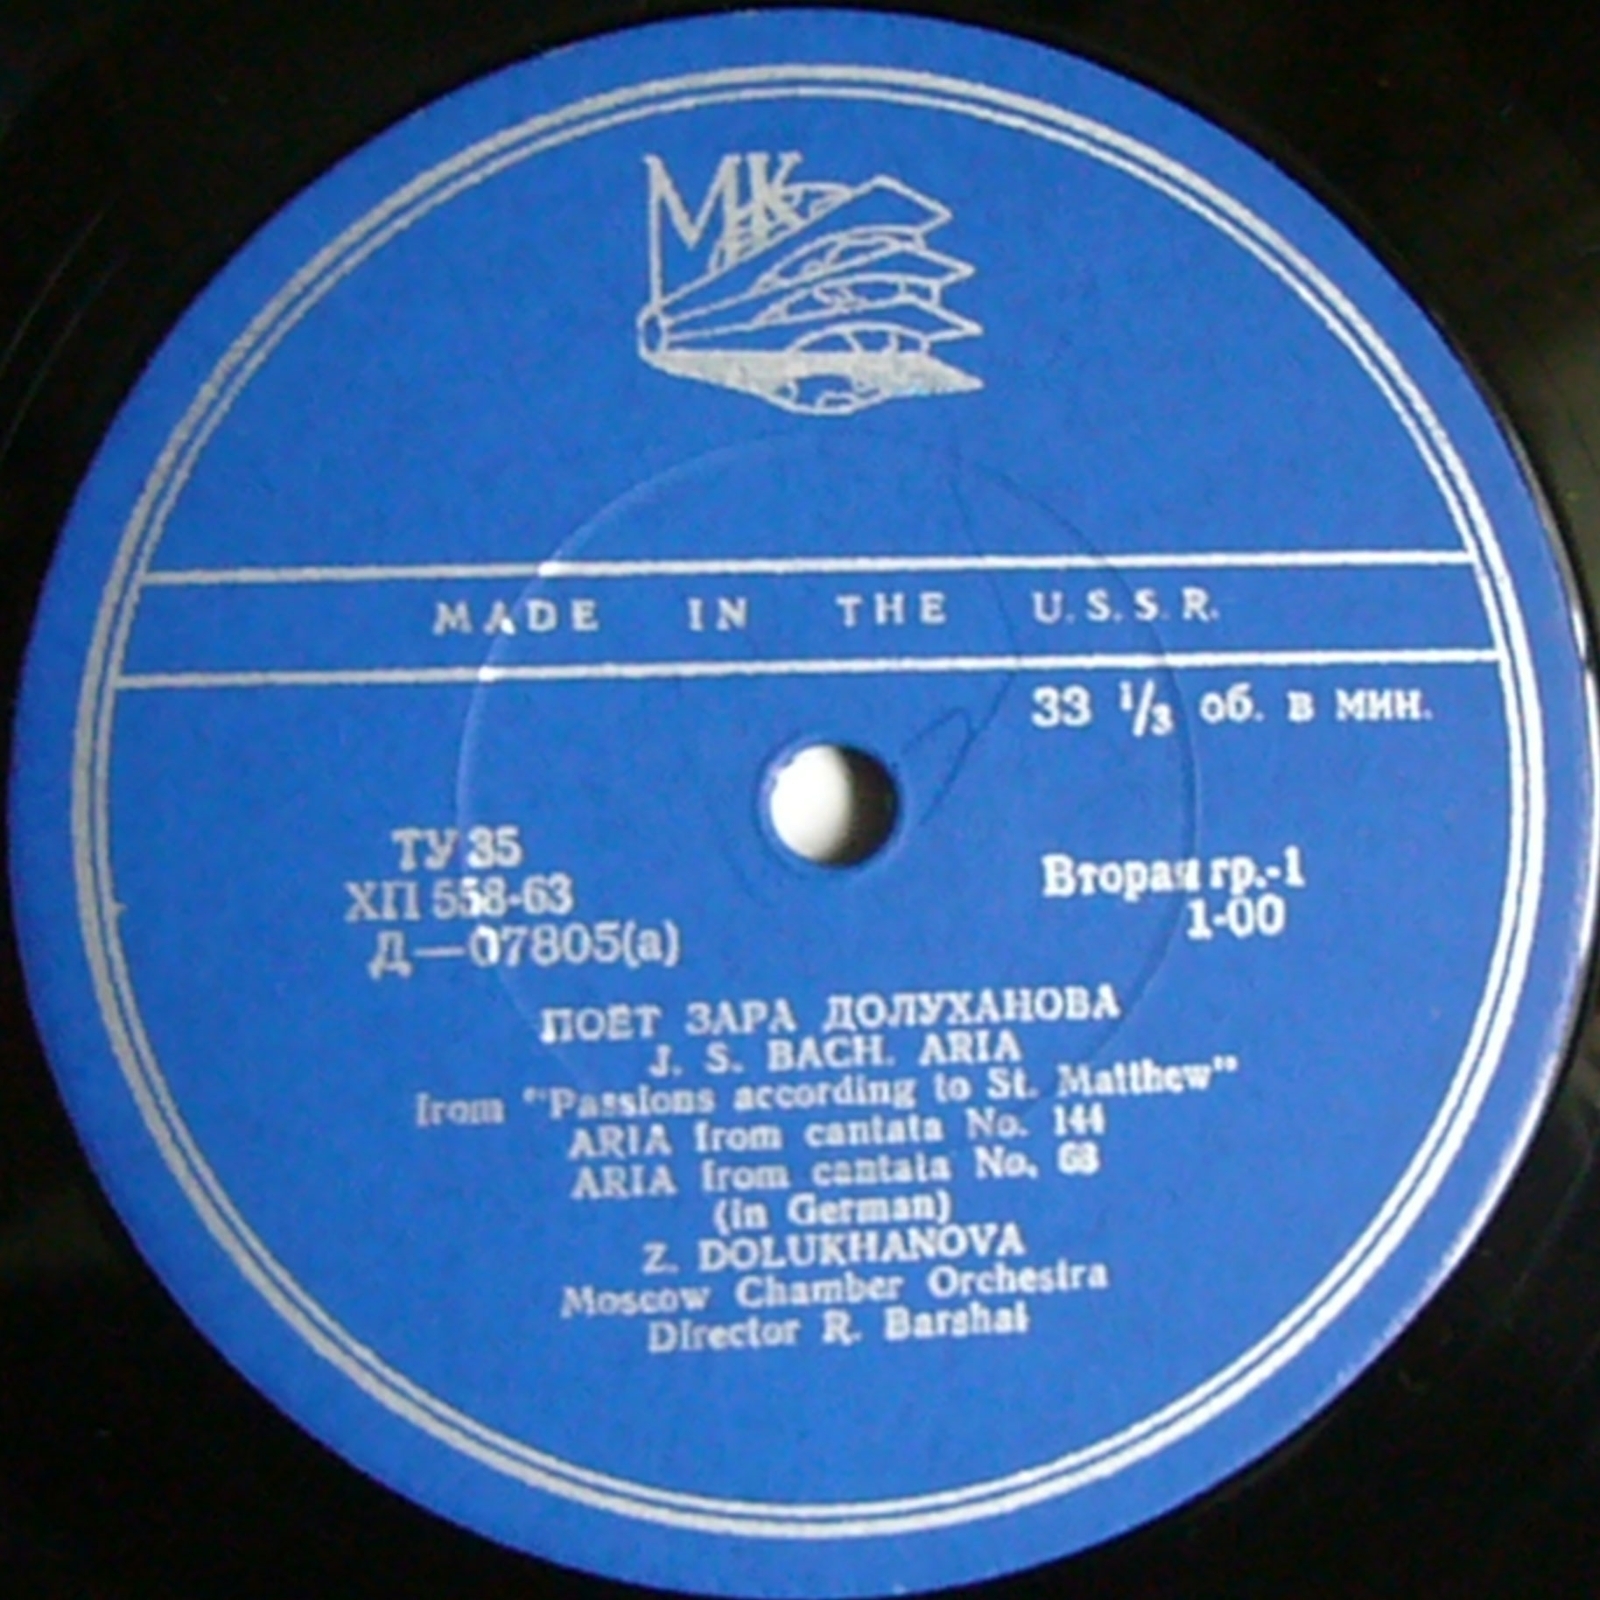 МК
MADE IN THE U.S.S.R.
33 1/3 об. в мин.
ТУ 35
ХП 558-63
Д—07805(а)
Вторая гр.-1
1-00
ПОЁТ ЗАРА ДОЛУХАНОВА
J. S. BACH. ARIA
from "Passions according to St. Matthew"
ARIA from cantata No. 144
ARIA from cantata No. 68
(in German)
Z. DOLUKHANOVA
Moscow Chamber Orchestra
Director R. Barshai